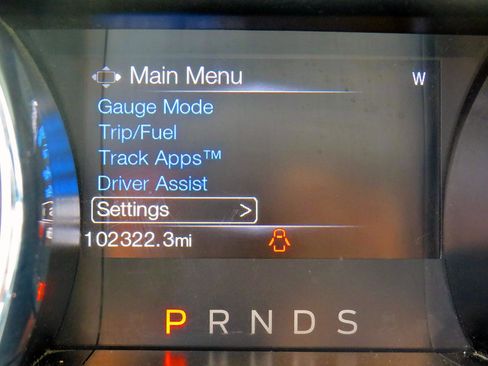 Main Menu W
Gauge Mode
Trip/Fuel
Track Apps™
Driver Assist
Settings >
102322.3mi
P R N D S